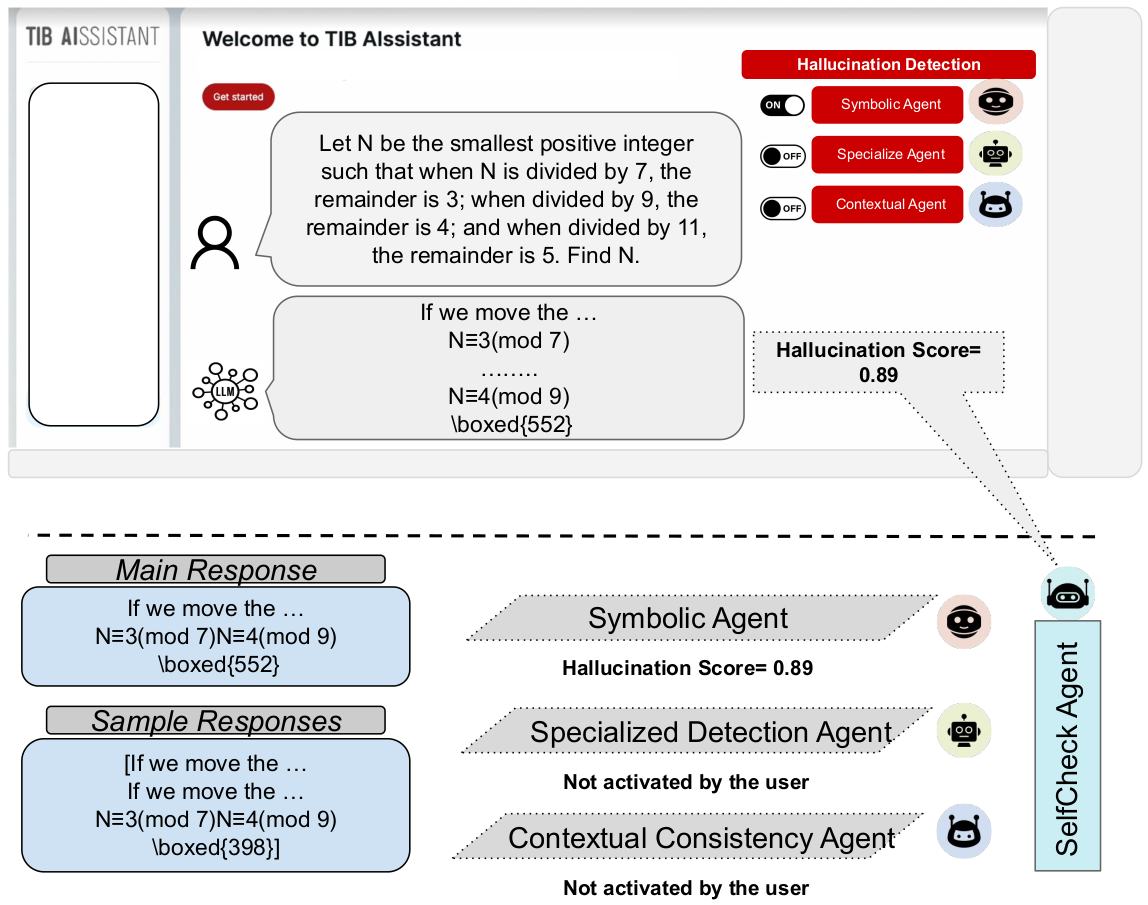 TIB AISSISTANT
Welcome to TIB AIssistant
Get started
Hallucination Detection
ON
Symbolic Agent
OFF
Specialize Agent
OFF
Contextual Agent
Let N be the smallest positive integer
such that when N is divided by 7, the
remainder is 3; when divided by 9, the
remainder is 4; and when divided by 11,
the remainder is 5. Find N.
If we move the …
N≡3(mod 7)
……..
N≡4(mod 9)
\boxed{552}
LLM
Hallucination Score=
0.89
Main Response
If we move the …
N≡3(mod 7)N≡4(mod 9)
\boxed{552}
Sample Responses
[If we move the …
If we move the …
N≡3(mod 7)N≡4(mod 9)
\boxed{398}]
Symbolic Agent
Hallucination Score= 0.89
Specialized Detection Agent
Not activated by the user
Contextual Consistency Agent
Not activated by the user
SelfCheck Agent